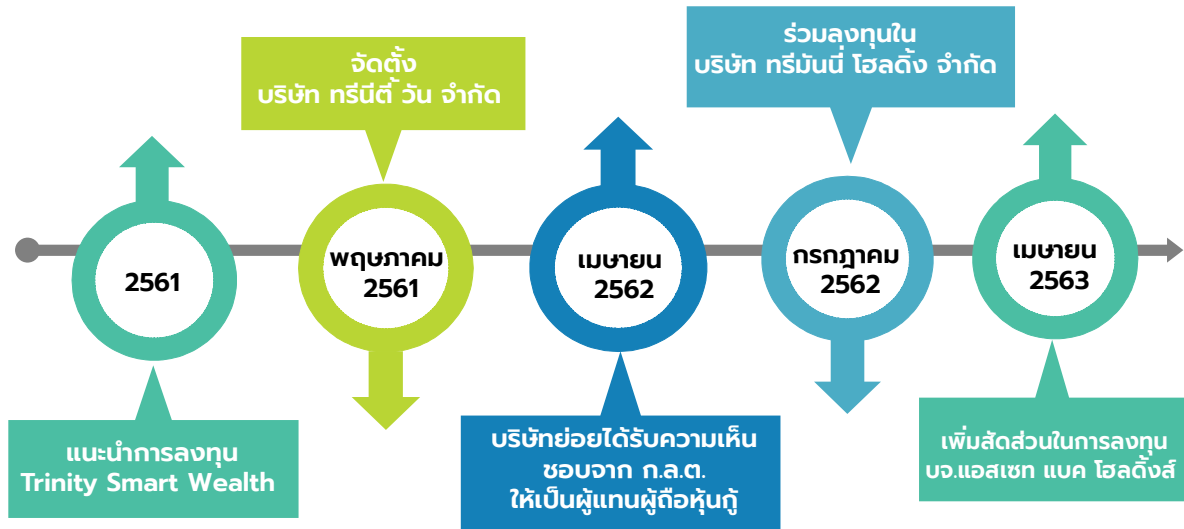 2561
แนะนำการลงทุน
Trinity Smart Wealth
จัดตั้ง
บริษัท ทรีนีตี้ วัน จำกัด
พฤษภาคม
2561
เมษายน
2562
บริษัทย่อยได้รับความเห็น
ชอบจาก ก.ล.ต.
ให้เป็นผู้แทนผู้ถือหุ้นกู้
ร่วมลงทุนใน
บริษัท ทรีมันนี่ โฮลดิ้ง จำกัด
กรกฎาคม
2562
เมษายน
2563
เพิ่มสัดส่วนในการลงทุน
บจ.แอสเซท แบค โฮลดิ้งส์